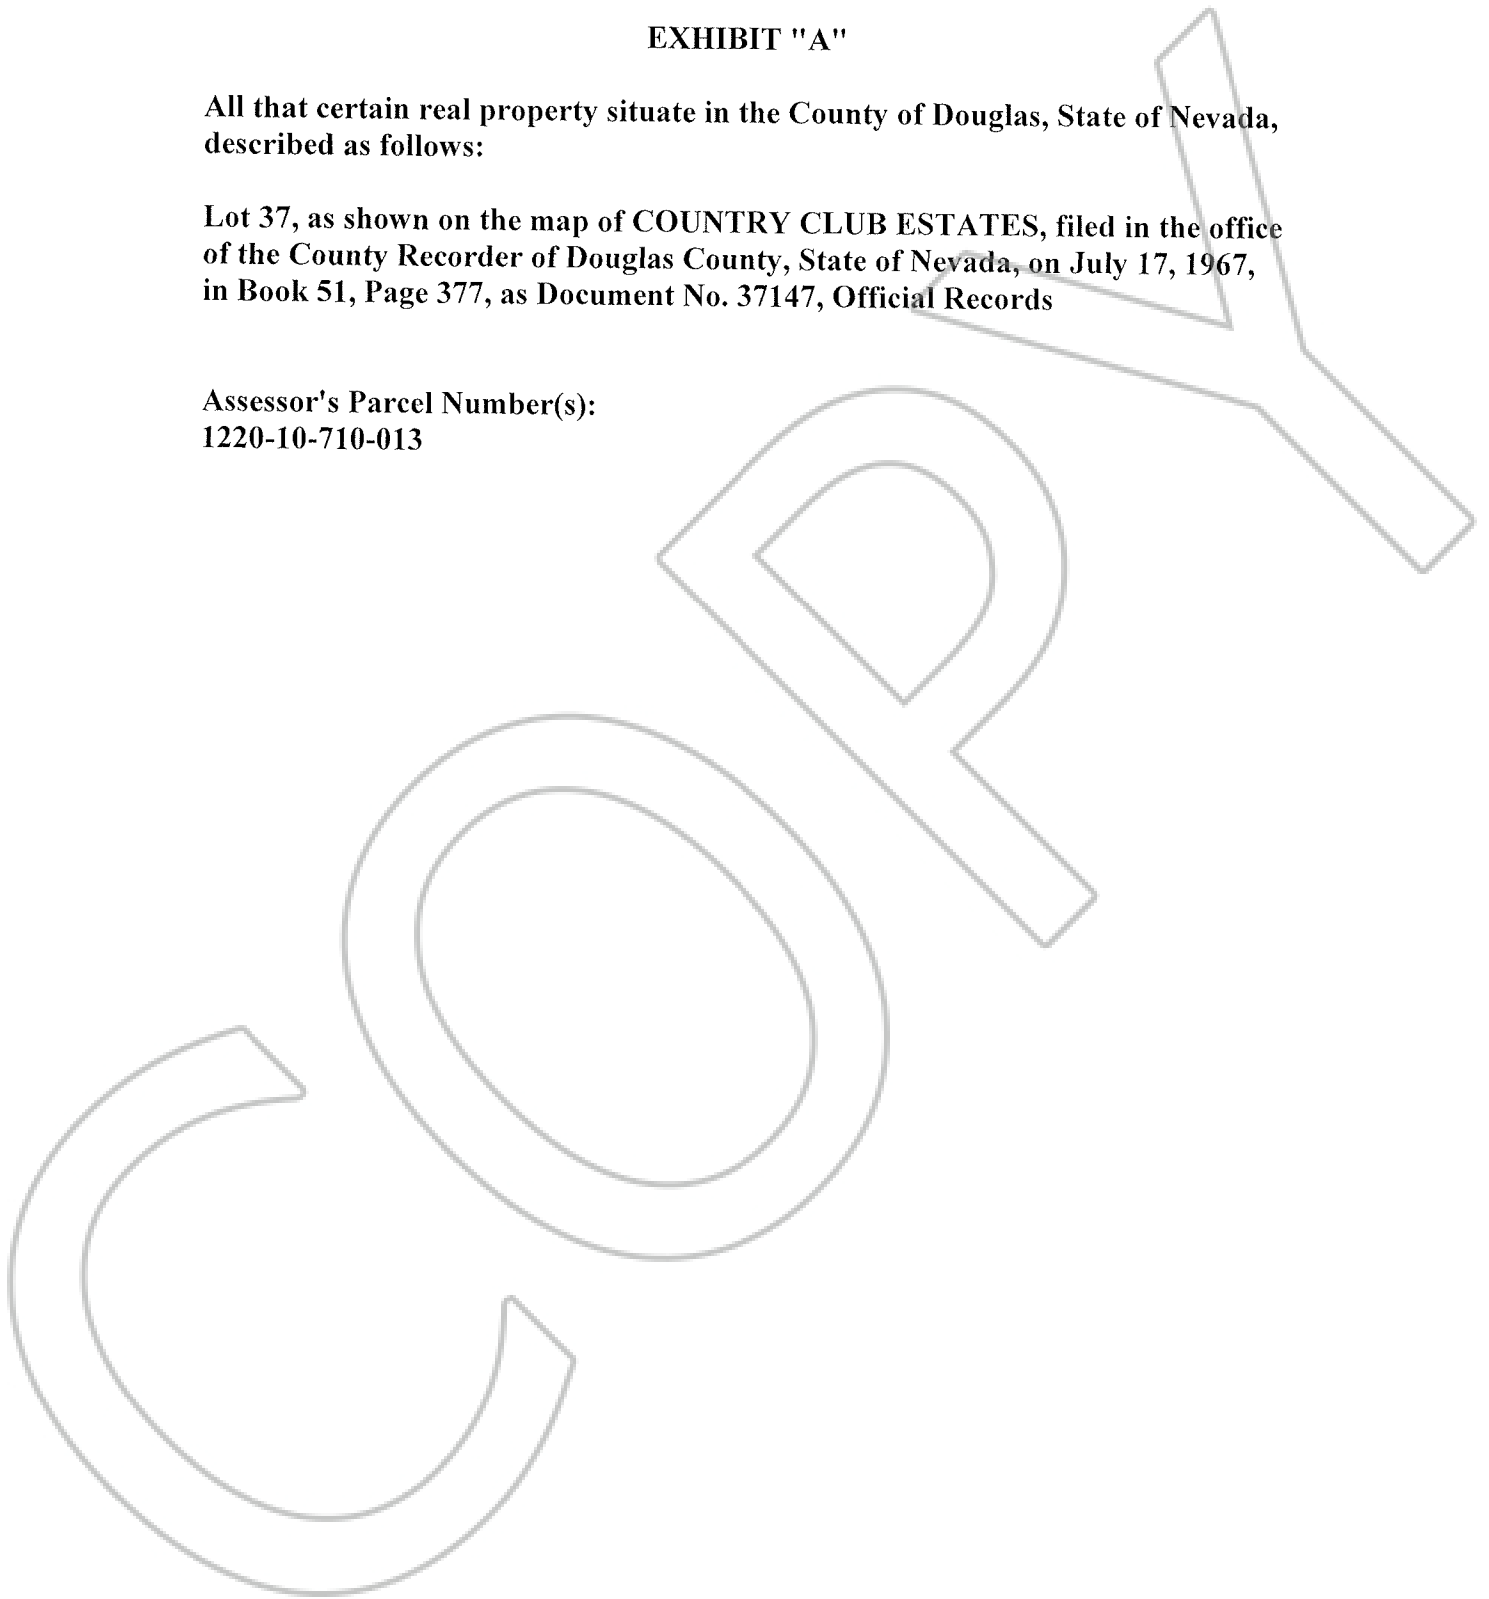 EXHIBIT "A"
All that certain real property situate in the County of Douglas, State of Nevada,
described as follows:
Lot 37, as shown on the map of COUNTRY CLUB ESTATES, filed in the office
of the County Recorder of Douglas County, State of Nevada, on July 17, 1967,
in Book 51, Page 377, as Document No. 37147, Official Records
Assessor's Parcel Number(s):
1220-10-710-013
COPY